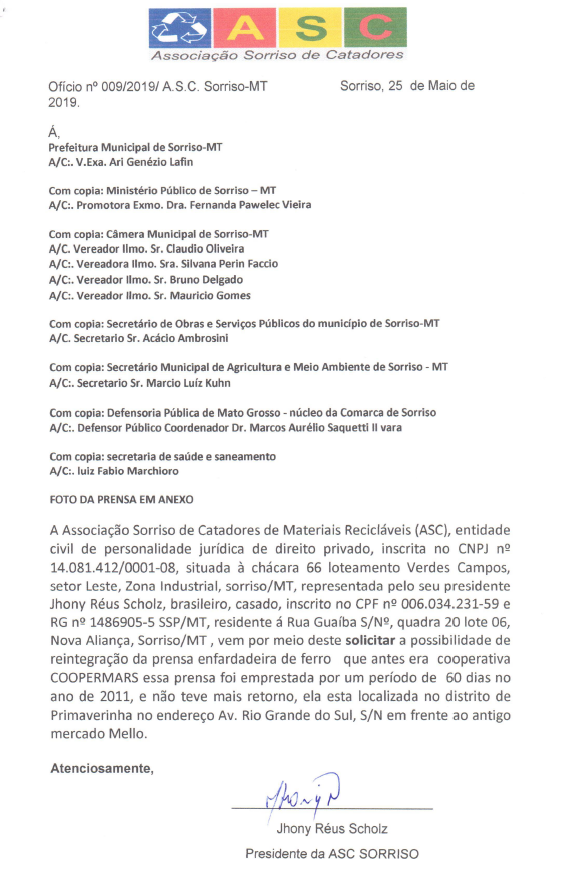 A S C
Associação Sorriso de Catadores
Ofício nº 009/2019/ A.S.C. Sorriso-MT Sorriso, 25 de Maio de
2019.
Á,
Prefeitura Municipal de Sorriso-MT
A/C:. V.Exa. Ari Genézio Lafin
Com copia: Ministério Público de Sorriso – MT
A/C:. Promotora Exmo. Dra. Fernanda Pawelec Vieira
Com copia: Câmera Municipal de Sorriso-MT
A/C. Vereador Ilmo. Sr. Claudio Oliveira
A/C:. Vereadora Ilmo. Sra. Silvana Perin Faccio
A/C:. Vereador Ilmo. Sr. Bruno Delgado
A/C:. Vereador Ilmo. Sr. Mauricio Gomes
Com copia: Secretário de Obras e Serviços Públicos do município de Sorriso-MT
A/C. Secretario Sr. Acácio Ambrosini
Com copia: Secretário Municipal de Agricultura e Meio Ambiente de Sorriso - MT
A/C:. Secretario Sr. Marcio Luíz Kuhn
Com copia: Defensoria Pública de Mato Grosso - núcleo da Comarca de Sorriso
A/C:. Defensor Público Coordenador Dr. Marcos Aurélio Saquetti II vara
Com copia: secretaria de saúde e saneamento
A/C:. luiz Fabio Marchioro
FOTO DA PRENSA EM ANEXO
A Associação Sorriso de Catadores de Materiais Recicláveis (ASC), entidade
civil de personalidade jurídica de direito privado, inscrita no CNPJ nº
14.081.412/0001-08, situada à chácara 66 loteamento Verdes Campos,
setor Leste, Zona Industrial, sorriso/MT, representada pelo seu presidente
Jhony Réus Scholz, brasileiro, casado, inscrito no CPF nº 006.034.231-59 e
RG nº 1486905-5 SSP/MT, residente á Rua Guaíba S/Nº, quadra 20 lote 06,
Nova Aliança, Sorriso/MT , vem por meio deste solicitar a possibilidade de
reintegração da prensa enfardadeira de ferro que antes era cooperativa
COOPERMARS essa prensa foi emprestada por um período de 60 dias no
ano de 2011, e não teve mais retorno, ela esta localizada no distrito de
Primaverinha no endereço Av. Rio Grande do Sul, S/N em frente ao antigo
mercado Mello.
Atenciosamente,
Jhony Réus Scholz
Presidente da ASC SORRISO